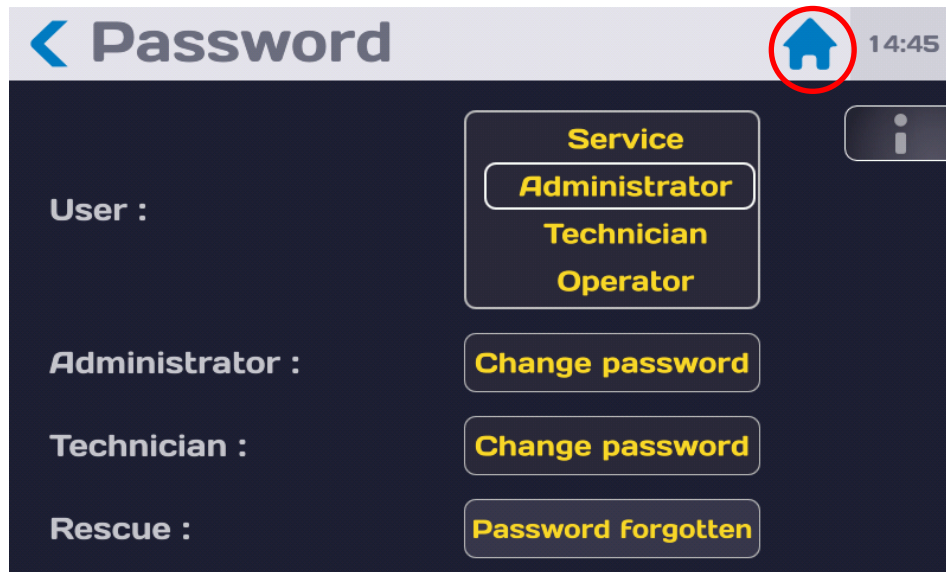 Password
14:45
Service
Administrator
Technician
Operator
User :
Administrator :
Change password
Technician :
Change password
Rescue :
Password forgotten